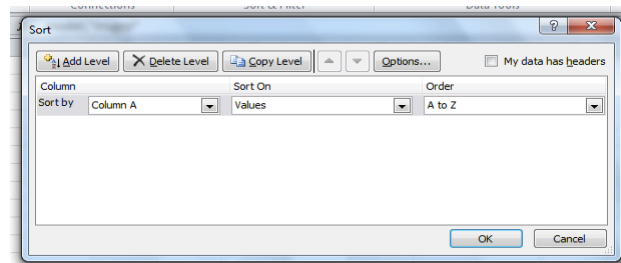 Connections Sort & Filter Data Tools
Sort
Add Level Delete Level Copy Level Options... My data has headers
Column Sort On Order
Sort by Column A Values A to Z
OK Cancel